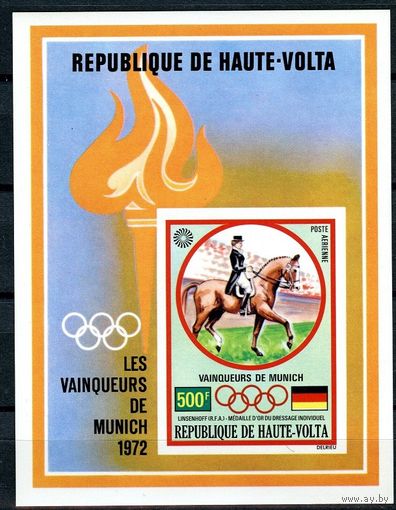 REPUBLIQUE DE HAUTE-VOLTA
POSTE
AERIENNE
VAINQUEURS DE MUNICH
500F
LINSENHOFF (R.F.A.) - MÉDAILLE D'OR DU DRESSAGE INDIVIDUEL
REPUBLIQUE DE HAUTE-VOLTA
DELRIEU
LES
VAINQUEURS
DE
MUNICH
1972
www.ay.by